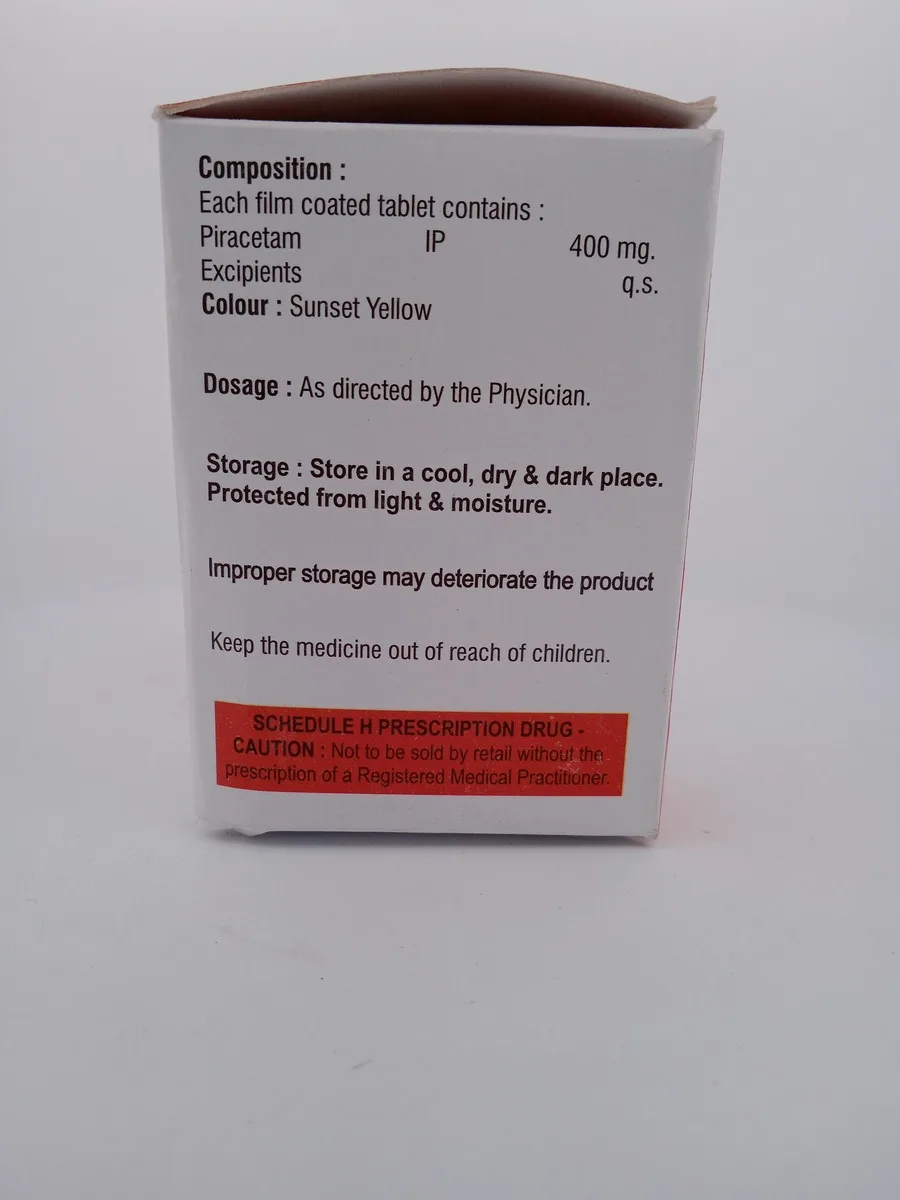 Composition :
Each film coated tablet contains :
Piracetam IP 400 mg.
Excipients q.s.
Colour : Sunset Yellow
Dosage : As directed by the Physician.
Storage : Store in a cool, dry & dark place.
Protected from light & moisture.
Improper storage may deteriorate the product
Keep the medicine out of reach of children.
SCHEDULE H PRESCRIPTION DRUG -
CAUTION : Not to be sold by retail without the
prescription of a Registered Medical Practitioner.